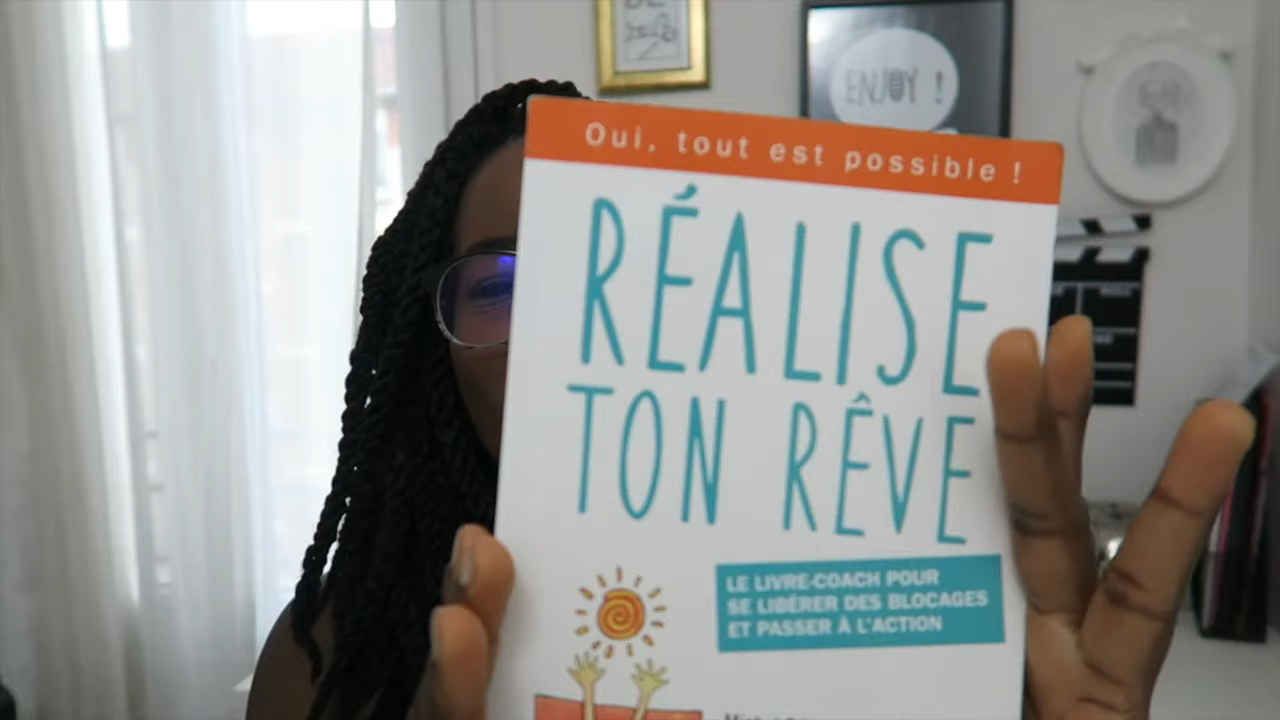 ENJOY !
Oui, tout est possible !
RÉALISE
TON RÊVE
LE LIVRE-COACH POUR
SE LIBÉRER DES BLOCAGES
ET PASSER À L'ACTION